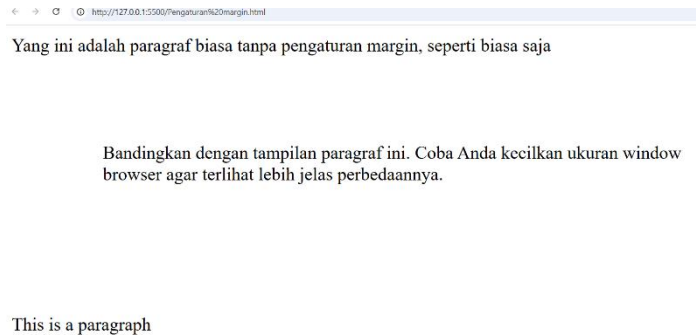 http://127.0.0.1:5500/Pengaturan%20margin.html
Yang ini adalah paragraf biasa tanpa pengaturan margin, seperti biasa saja
Bandingkan dengan tampilan paragraf ini. Coba Anda kecilkan ukuran window
browser agar terlihat lebih jelas perbedaannya.
This is a paragraph